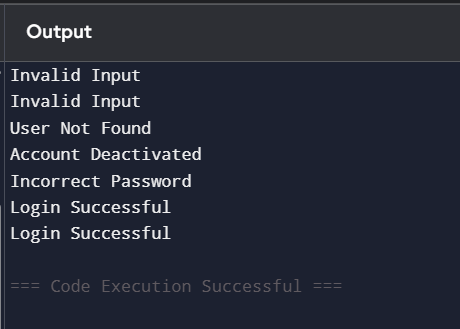 Output
Invalid Input
Invalid Input
User Not Found
Account Deactivated
Incorrect Password
Login Successful
Login Successful
=== Code Execution Successful ===